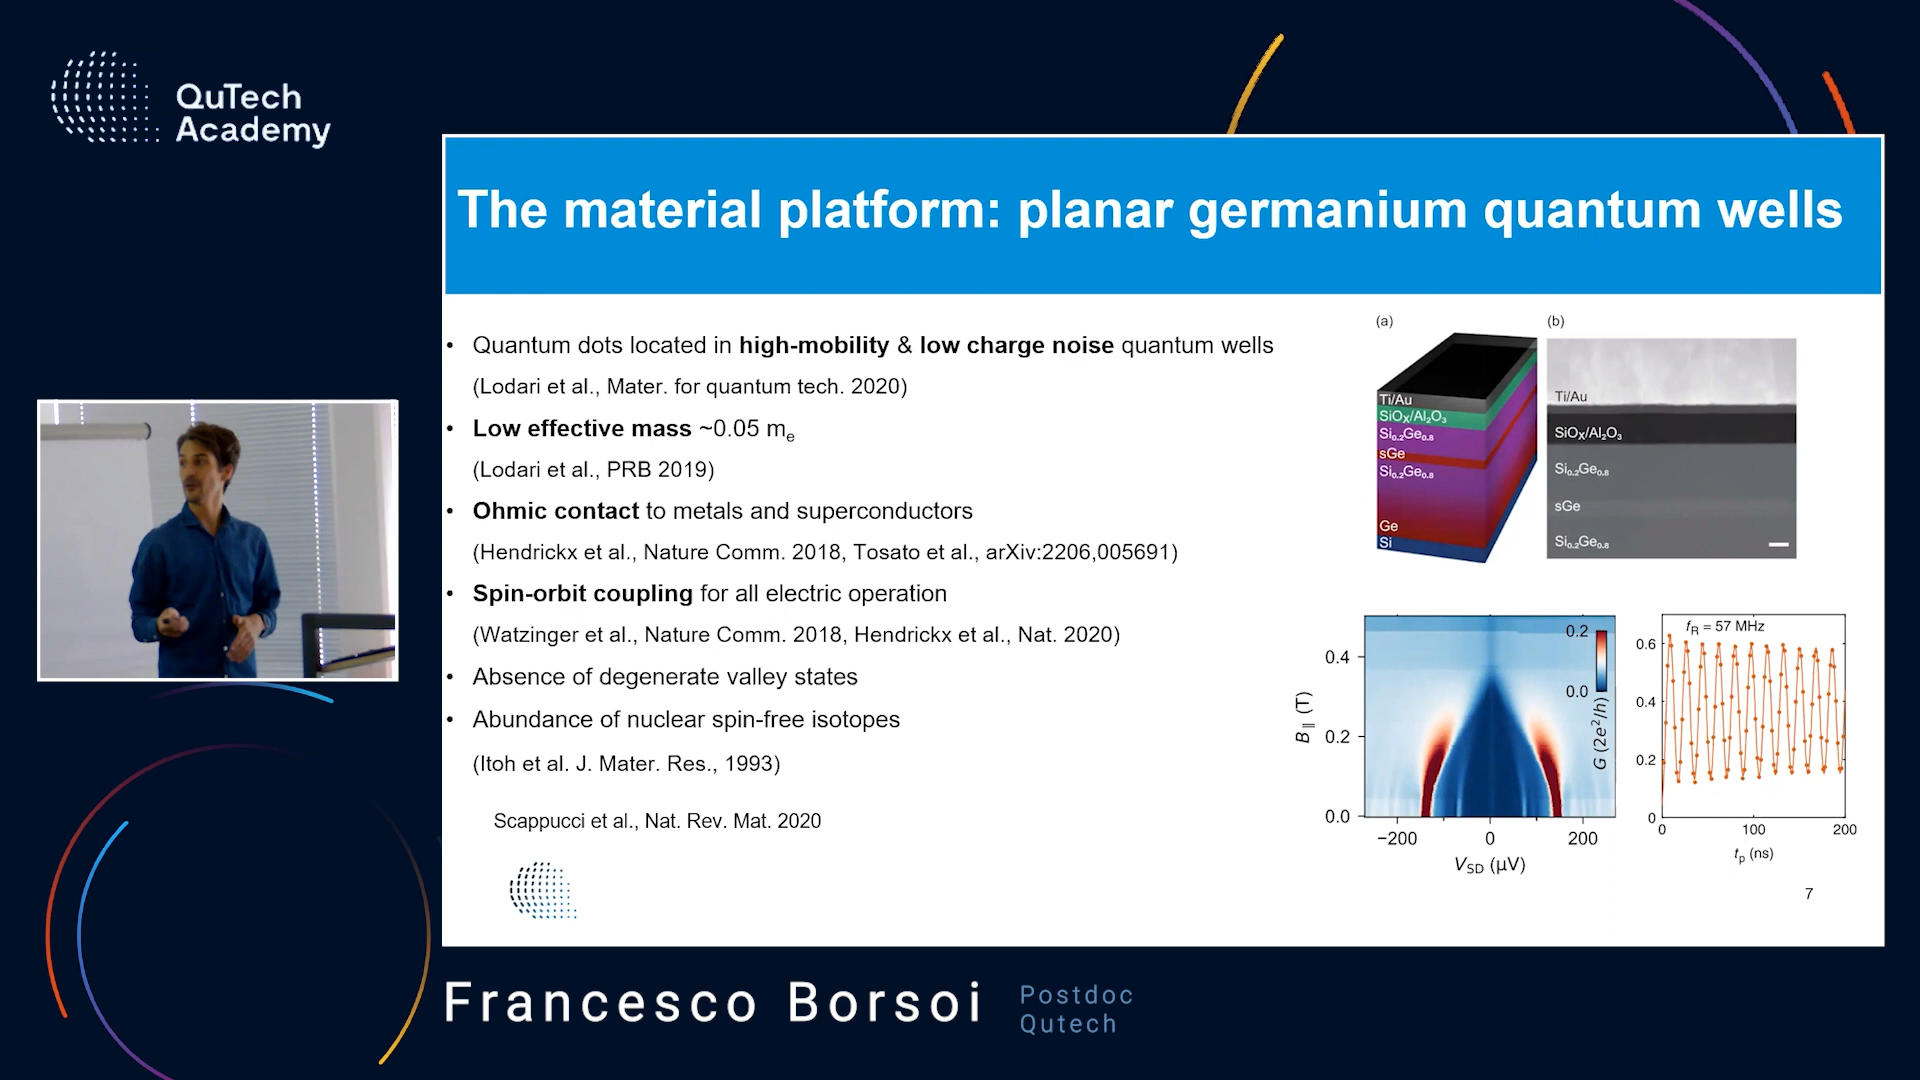 QuTech
Academy
The material platform: planar germanium quantum wells
• Quantum dots located in high-mobility & low charge noise quantum wells
(Lodari et al., Mater. for quantum tech. 2020)
• Low effective mass ~0.05 mₑ
(Lodari et al., PRB 2019)
• Ohmic contact to metals and superconductors
(Hendrickx et al., Nature Comm. 2018, Tosato et al., arXiv:2206,005691)
• Spin-orbit coupling for all electric operation
(Watzinger et al., Nature Comm. 2018, Hendrickx et al., Nat. 2020)
• Absence of degenerate valley states
• Abundance of nuclear spin-free isotopes
(Itoh et al. J. Mater. Res., 1993)
Scappucci et al., Nat. Rev. Mat. 2020
(a)
Ti/Au
SiOₓ/Al₂O₃
Si₀.₂Ge₀.₈
sGe
Si₀.₂Ge₀.₈
Ge
Si
(b)
Ti/Au
SiOₓ/Al₂O₃
Si₀.₂Ge₀.₈
sGe
Si₀.₂Ge₀.₈
B∥ (T)
0.4
0.2
0.0
−200 0 200
V_SD (μV)
0.2
0.0
G (2e²/h)
f_R = 57 MHz
0.6
0.4
0.2
0
0 100 200
t_p (ns)
7
Francesco Borsoi
Postdoc
Qutech